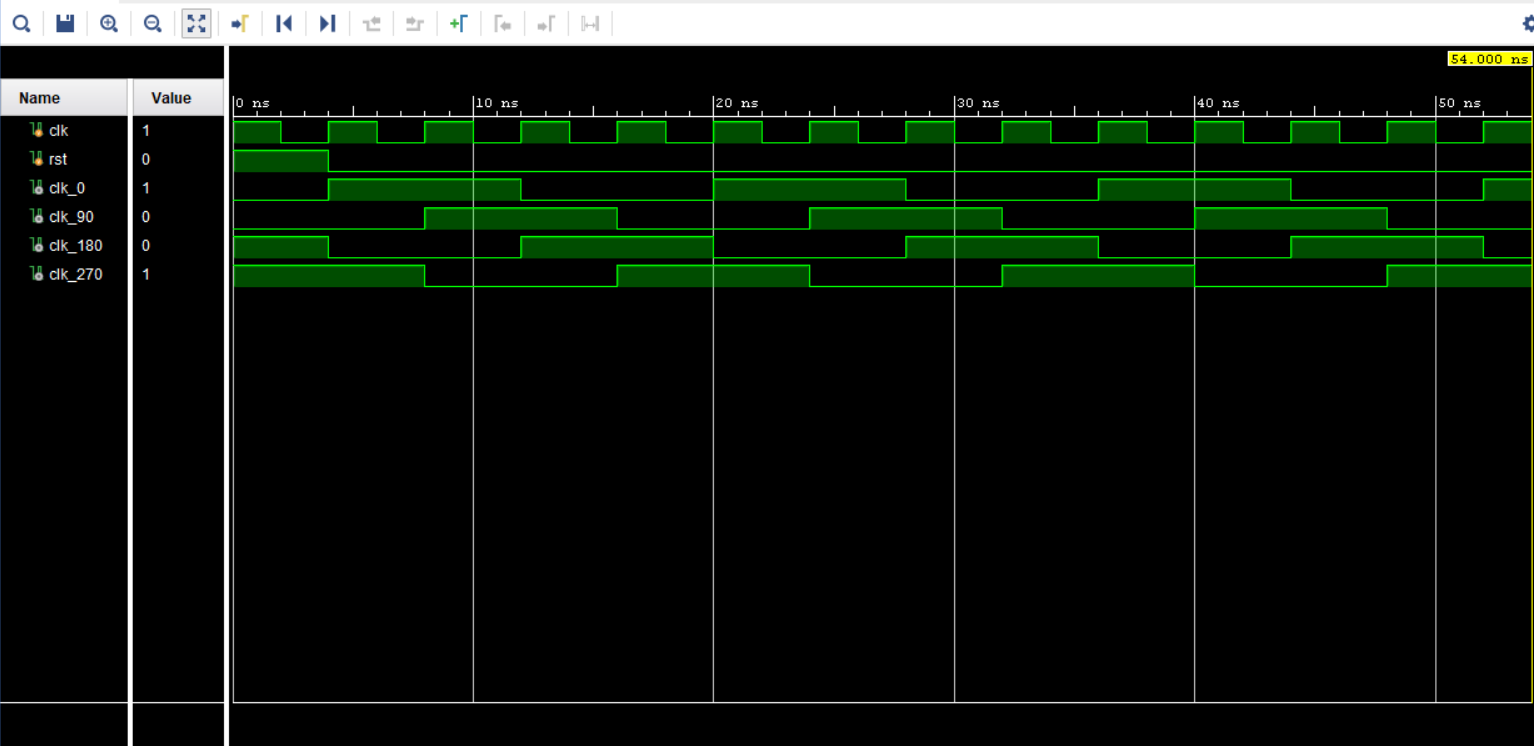 54.000 ns
Name Value
0 ns 10 ns 20 ns 30 ns 40 ns 50 ns
clk 1
rst 0
clk_0 1
clk_90 0
clk_180 0
clk_270 1